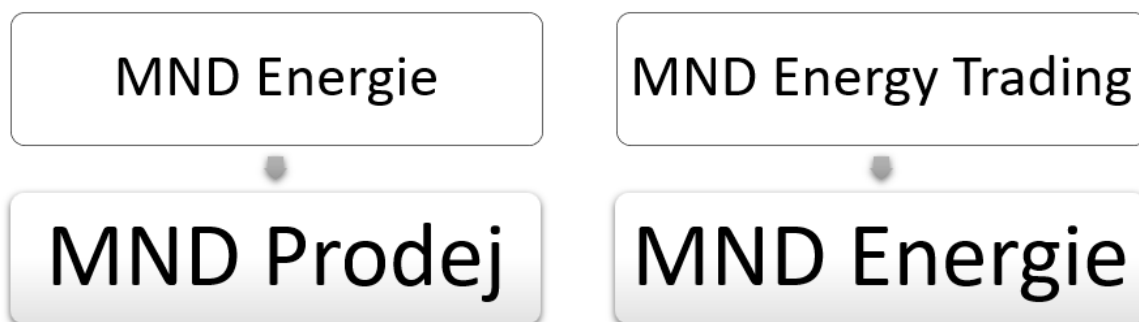 MND Energie
MND Energy Trading
MND Prodej
MND Energie